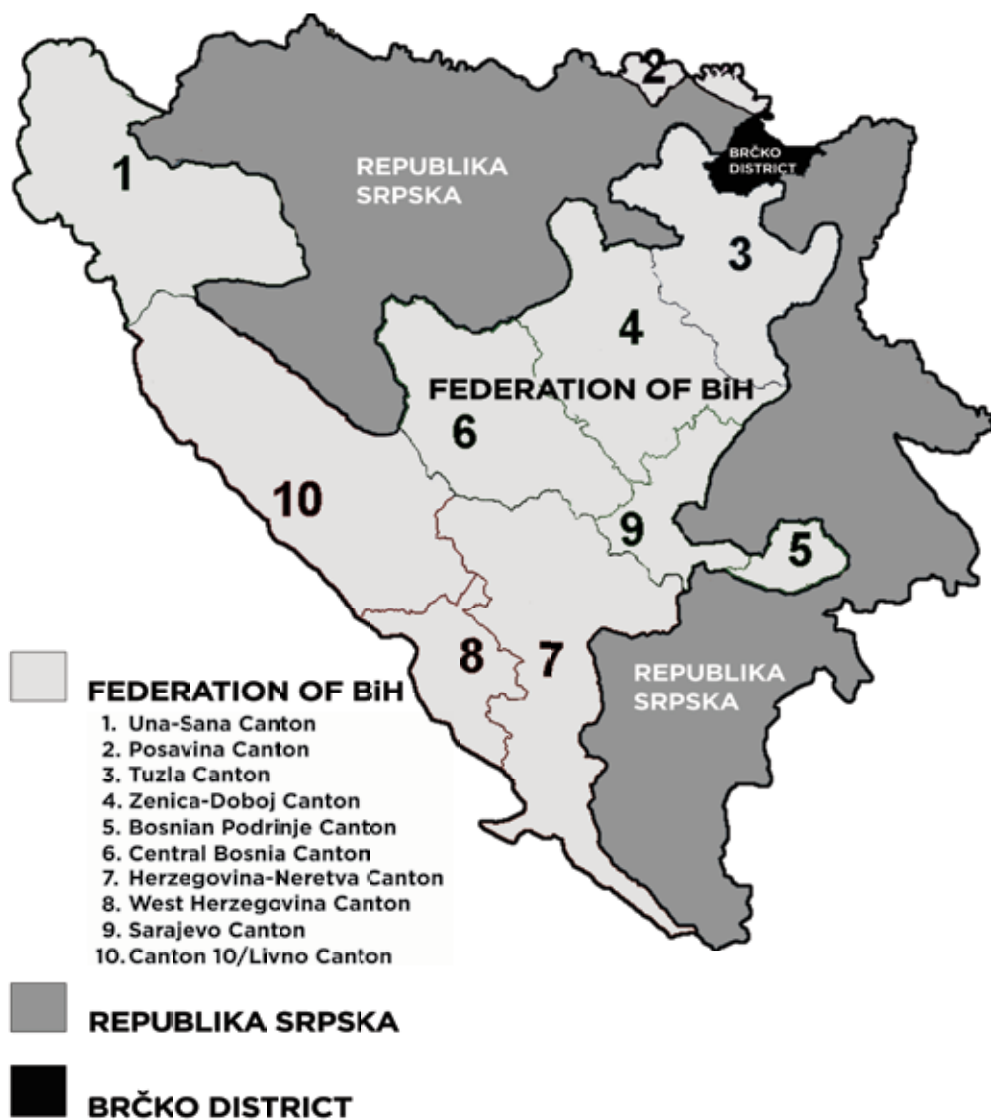 2
1
REPUBLIKA
SRPSKA
BRČKO
DISTRICT
3
4
FEDERATION OF BiH
6
10
9
5
8
7
REPUBLIKA
SRPSKA
FEDERATION OF BiH
1. Una-Sana Canton
2. Posavina Canton
3. Tuzla Canton
4. Zenica-Doboj Canton
5. Bosnian Podrinje Canton
6. Central Bosnia Canton
7. Herzegovina-Neretva Canton
8. West Herzegovina Canton
9. Sarajevo Canton
10. Canton 10/Livno Canton
REPUBLIKA SRPSKA
BRČKO DISTRICT